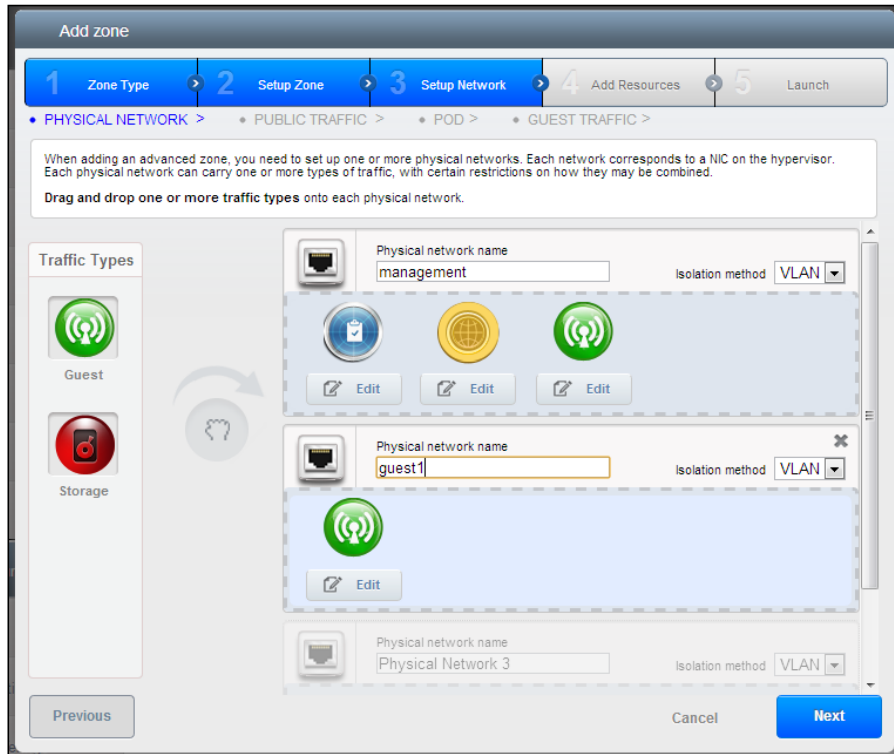 Add zone
1 Zone Type > 2 Setup Zone > 3 Setup Network > 4 Add Resources > 5 Launch
• PHYSICAL NETWORK > • PUBLIC TRAFFIC > • POD > • GUEST TRAFFIC >
When adding an advanced zone, you need to set up one or more physical networks. Each network corresponds to a NIC on the hypervisor.
Each physical network can carry one or more types of traffic, with certain restrictions on how they may be combined.
Drag and drop one or more traffic types onto each physical network.
Traffic Types
Guest
Storage
Physical network name
management
Isolation method VLAN
Edit Edit Edit
Physical network name
guest1
Isolation method VLAN
Edit
Physical network name
Physical Network 3
Isolation method VLAN
Previous
Cancel
Next